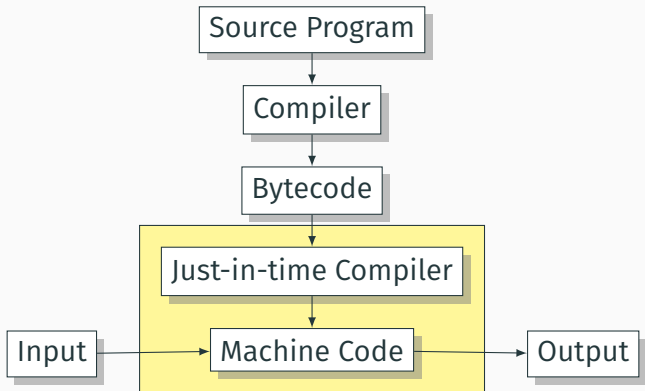 Source Program
Compiler
Bytecode
Just-in-time Compiler
Input
Machine Code
Output